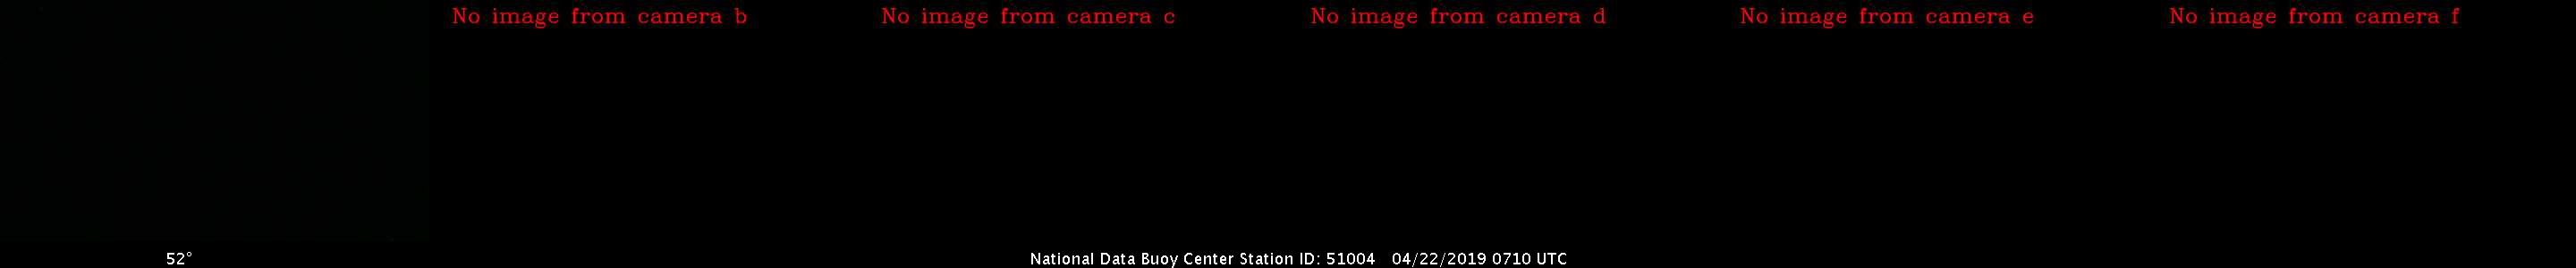 No image from camera b
No image from camera c
No image from camera d
No image from camera e
No image from camera f
52°
National Data Buoy Center Station ID: 51004 04/22/2019 0710 UTC